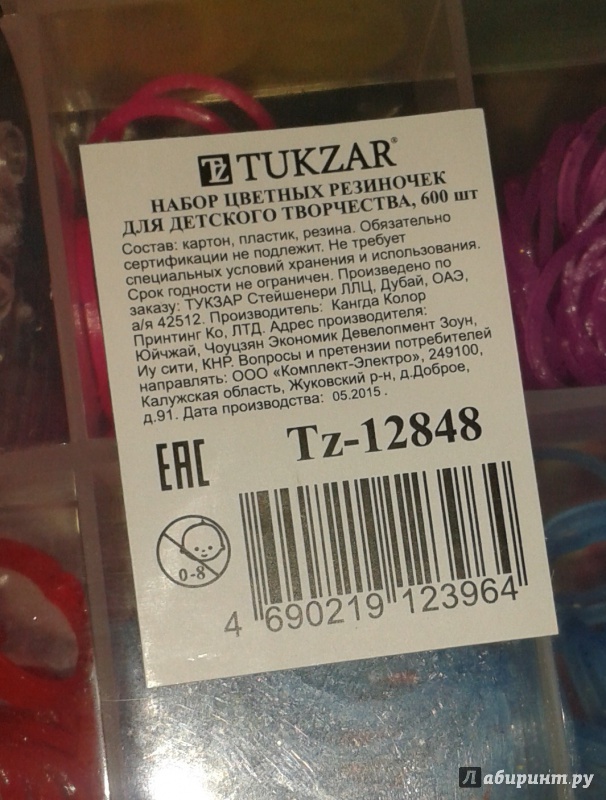 TZ TUKZAR®
НАБОР ЦВЕТНЫХ РЕЗИНОЧЕК
ДЛЯ ДЕТСКОГО ТВОРЧЕСТВА, 600 шт
Состав: картон, пластик, резина. Обязательно
сертификации не подлежит. Не требует
специальных условий хранения и использования.
Срок годности не ограничен. Произведено по
заказу: ТУКЗАР Стейшенери ЛЛЦ, Дубай, ОАЭ,
а/я 42512. Производитель: Кангда Колор
Принтинг Ко, ЛТД. Адрес производителя:
Юйчжай, Чоуцзян Экономик Девелопмент Зоун,
Иу сити, КНР. Вопросы и претензии потребителей
направлять: ООО «Комплект-Электро», 249100,
Калужская область, Жуковский р-н, д.Доброе,
д.91. Дата производства: 05.2015.
EAC
Tz-12848
0-8
4 690219 123964
Лабиринт.ру